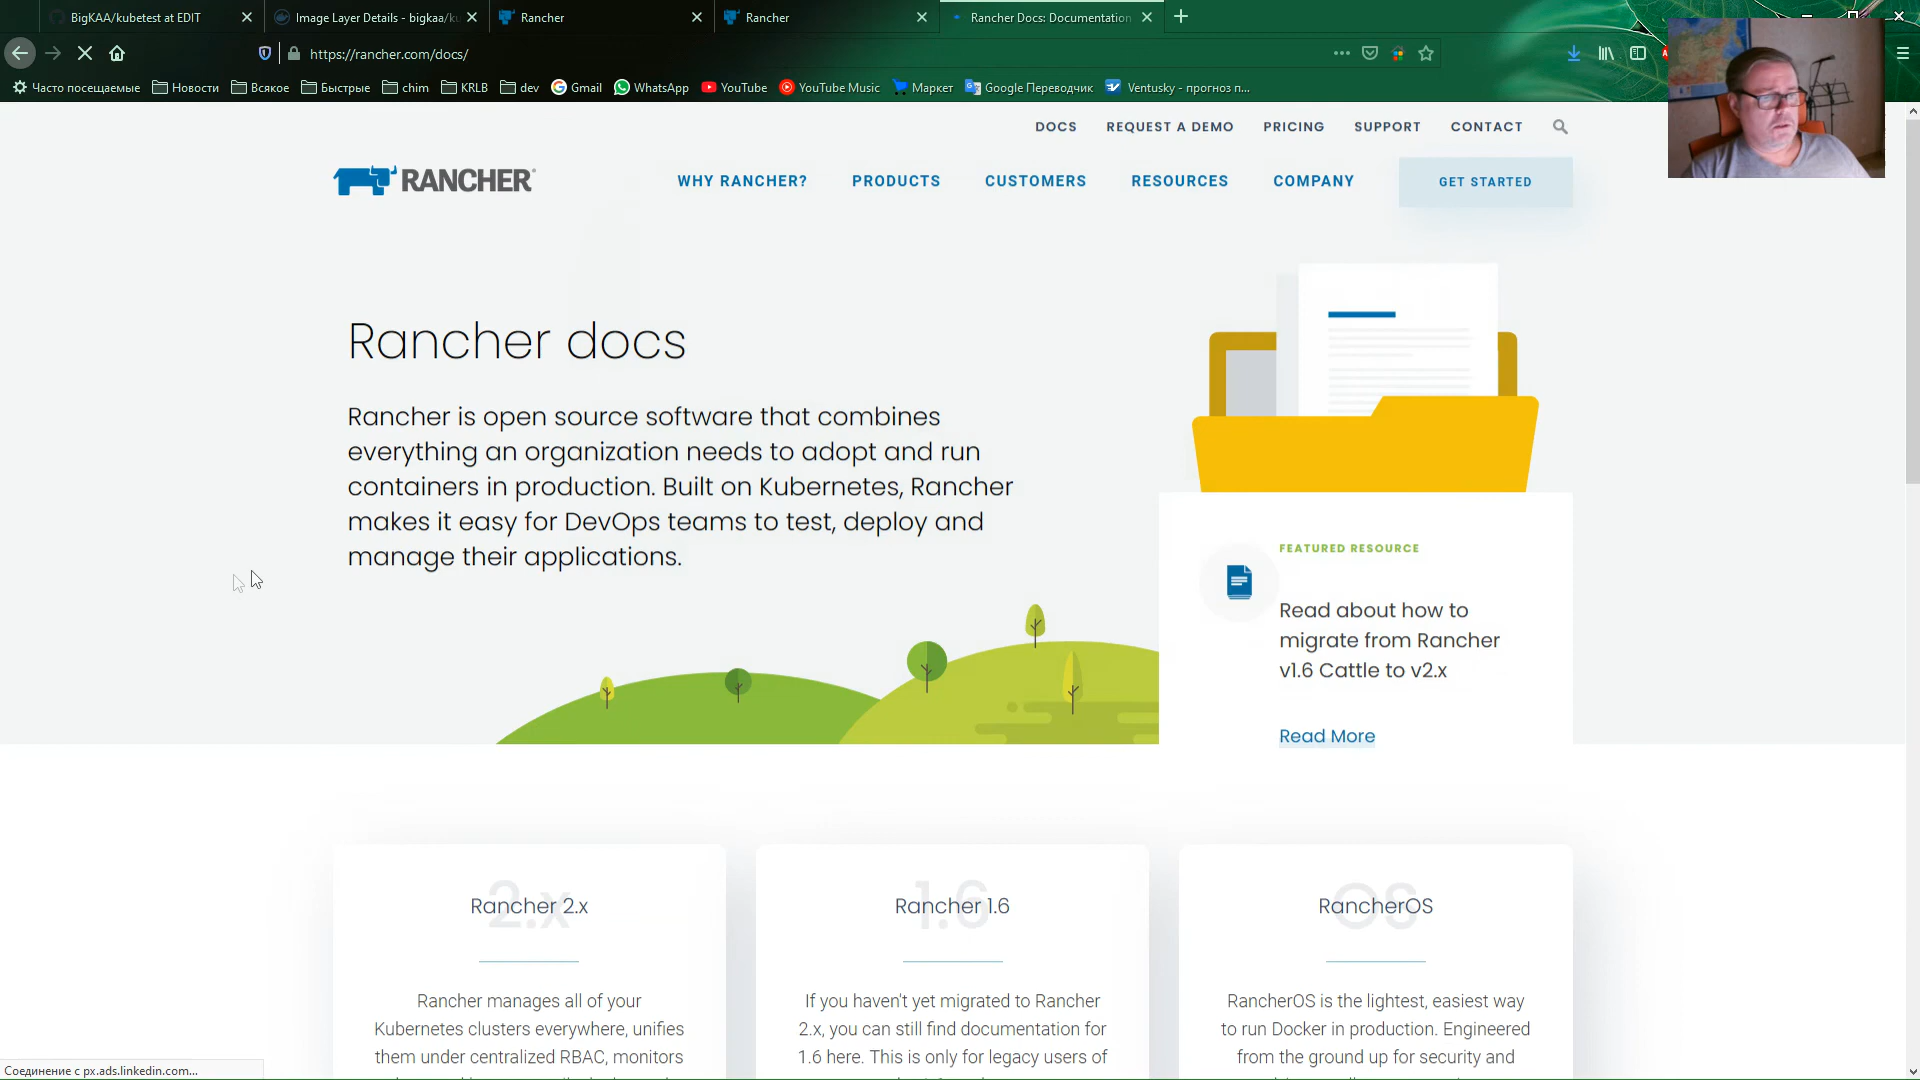 BigKAA/kubetest at EDIT
Image Layer Details - bigkaa/ku
Rancher
Rancher
Rancher Docs: Documentation
https://rancher.com/docs/
Часто посещаемые
Новости
Всякое
Быстрые
chim
KRLB
dev
Gmail
WhatsApp
YouTube
YouTube Music
Маркет
Google Переводчик
Ventusky - прогноз п...
DOCS
REQUEST A DEMO
PRICING
SUPPORT
CONTACT
RANCHER
WHY RANCHER?
PRODUCTS
CUSTOMERS
RESOURCES
COMPANY
GET STARTED
Rancher docs
Rancher is open source software that combines
everything an organization needs to adopt and run
containers in production. Built on Kubernetes, Rancher
makes it easy for DevOps teams to test, deploy and
manage their applications.
FEATURED RESOURCE
Read about how to
migrate from Rancher
v1.6 Cattle to v2.x
Read More
2.x
Rancher 2.x
Rancher manages all of your
Kubernetes clusters everywhere, unifies
them under centralized RBAC, monitors
1.6
Rancher 1.6
If you haven't yet migrated to Rancher
2.x, you can still find documentation for
1.6 here. This is only for legacy users of
OS
RancherOS
RancherOS is the lightest, easiest way
to run Docker in production. Engineered
from the ground up for security and
Соединение с px.ads.linkedin.com...